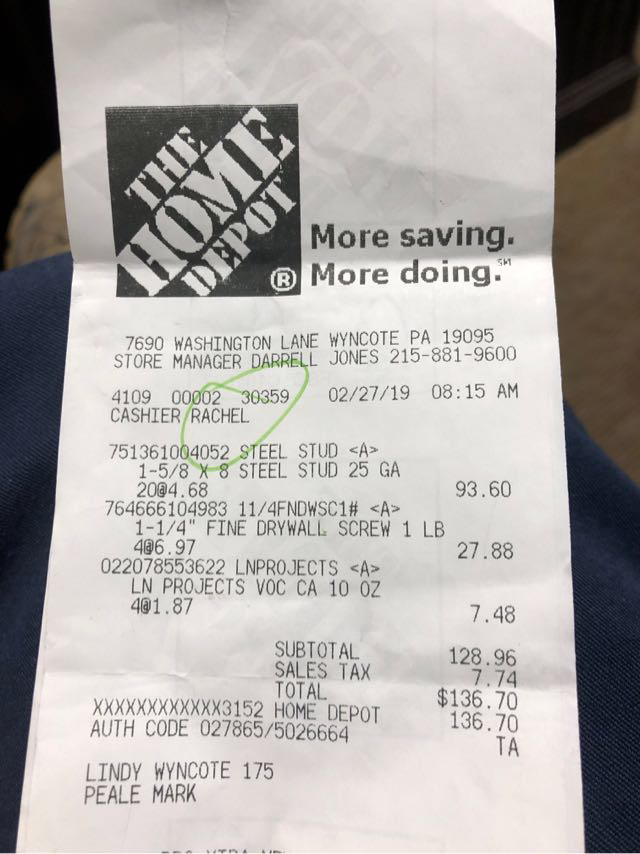 THE
HOME
DEPOT
®
More saving.
More doing.℠
7690 WASHINGTON LANE WYNCOTE PA 19095
STORE MANAGER DARRELL JONES 215-881-9600
4109 00002 30359 02/27/19 08:15 AM
CASHIER RACHEL
751361004052 STEEL STUD <A>
1-5/8 X 8 STEEL STUD 25 GA
20@4.68 93.60
764666104983 11/4FNDWSC1# <A>
1-1/4" FINE DRYWALL SCREW 1 LB
4@6.97 27.88
022078553622 LNPROJECTS <A>
LN PROJECTS VOC CA 10 OZ
4@1.87 7.48
SUBTOTAL 128.96
SALES TAX 7.74
TOTAL $136.70
XXXXXXXXXXXX3152 HOME DEPOT 136.70
AUTH CODE 027865/5026664 TA
LINDY WYNCOTE 175
PEALE MARK